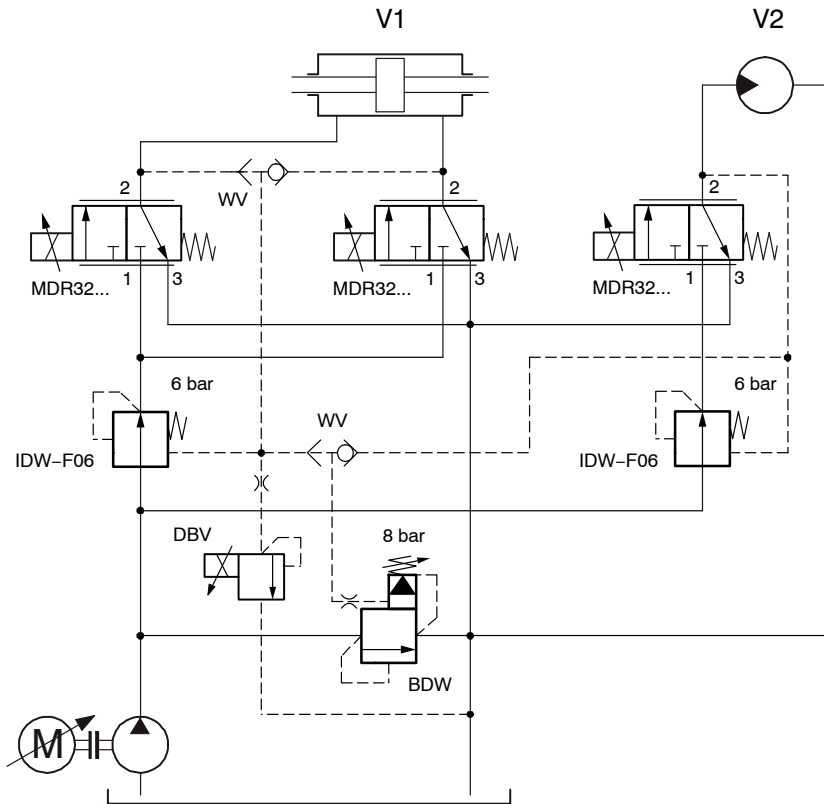 V1
V2
WV
2
2
2
1
3
1
3
1
3
MDR32...
MDR32...
MDR32...
6 bar
6 bar
WV
IDW–F06
IDW–F06
DBV
8 bar
BDW
M